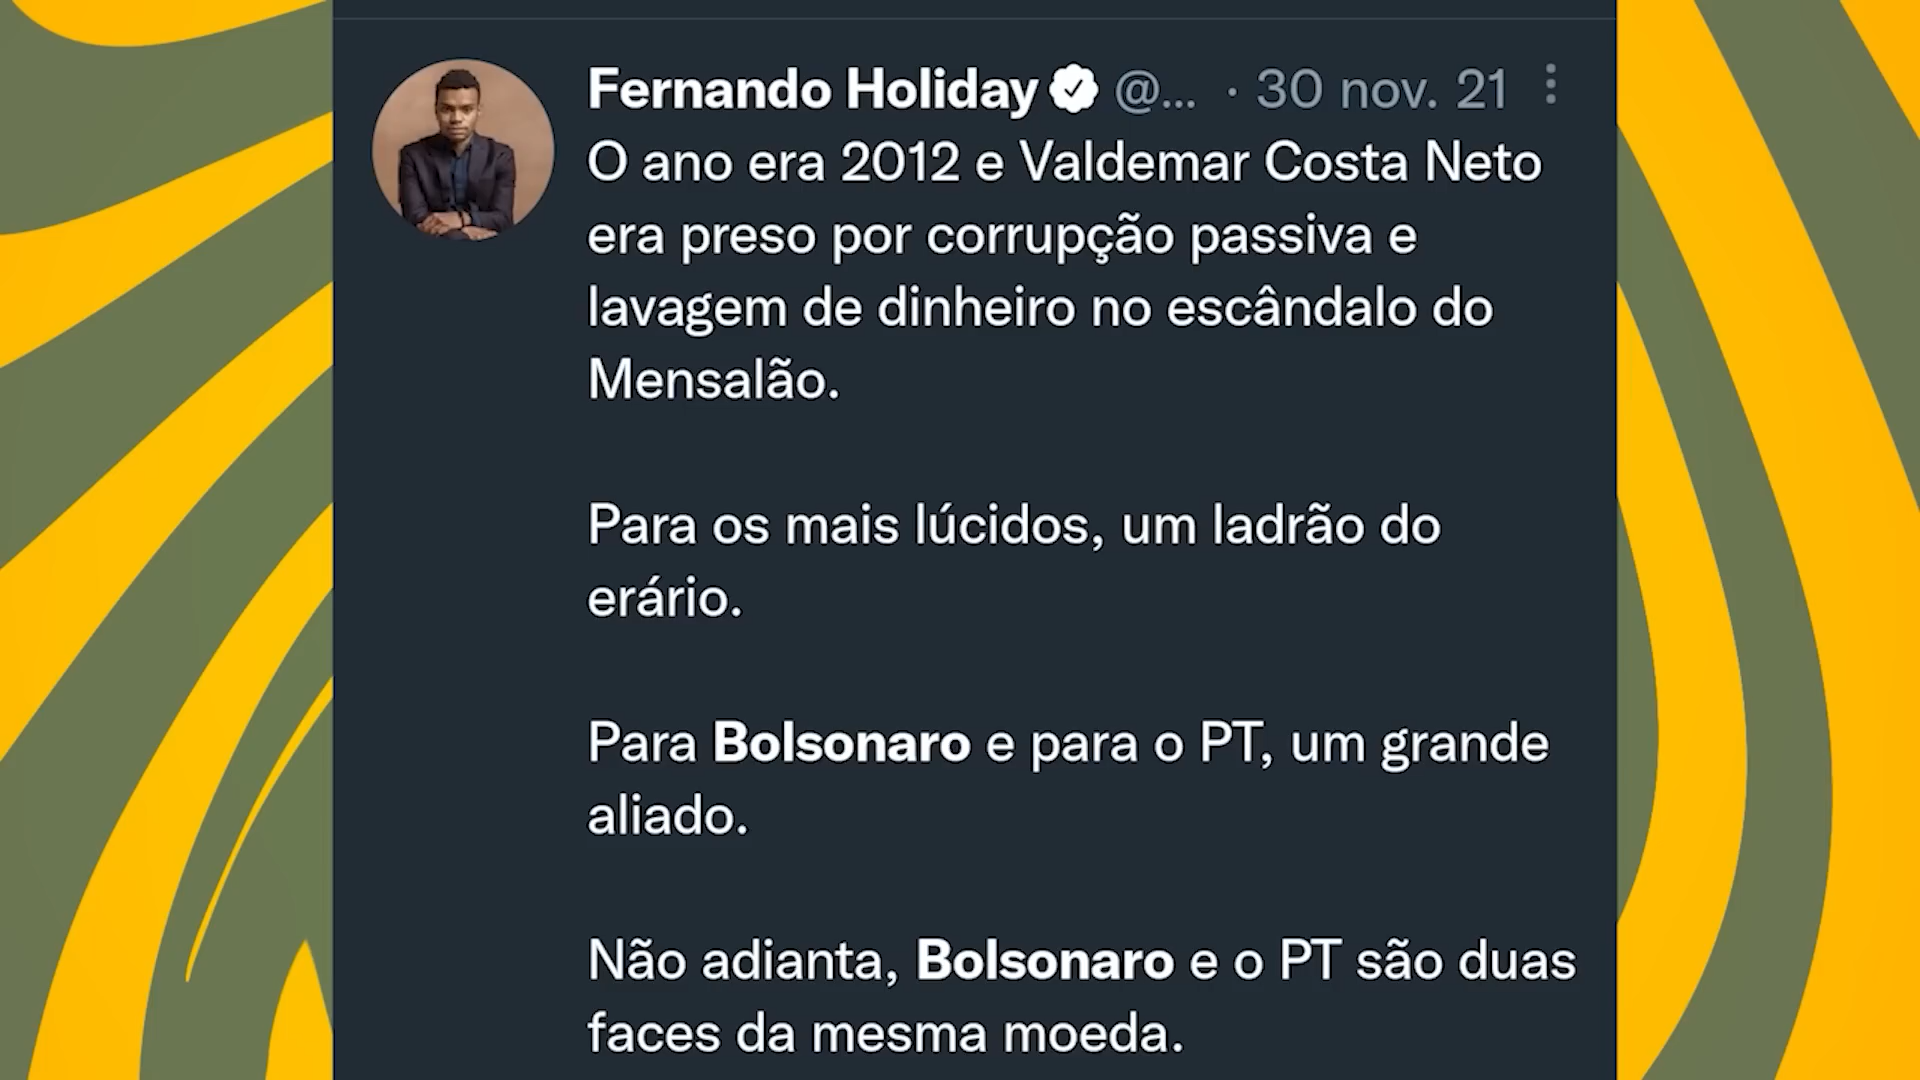 Fernando Holiday @... · 30 nov. 21
O ano era 2012 e Valdemar Costa Neto
era preso por corrupção passiva e
lavagem de dinheiro no escândalo do
Mensalão.
Para os mais lúcidos, um ladrão do
erário.
Para Bolsonaro e para o PT, um grande
aliado.
Não adianta, Bolsonaro e o PT são duas
faces da mesma moeda.